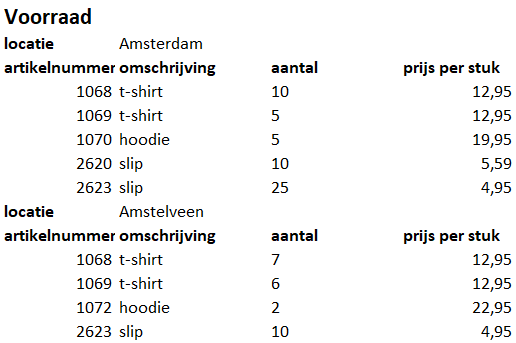 Voorraad
locatie Amsterdam
artikelnummer omschrijving aantal prijs per stuk
1068 t-shirt 10 12,95
1069 t-shirt 5 12,95
1070 hoodie 5 19,95
2620 slip 10 5,59
2623 slip 25 4,95
locatie Amstelveen
artikelnummer omschrijving aantal prijs per stuk
1068 t-shirt 7 12,95
1069 t-shirt 6 12,95
1072 hoodie 2 22,95
2623 slip 10 4,95